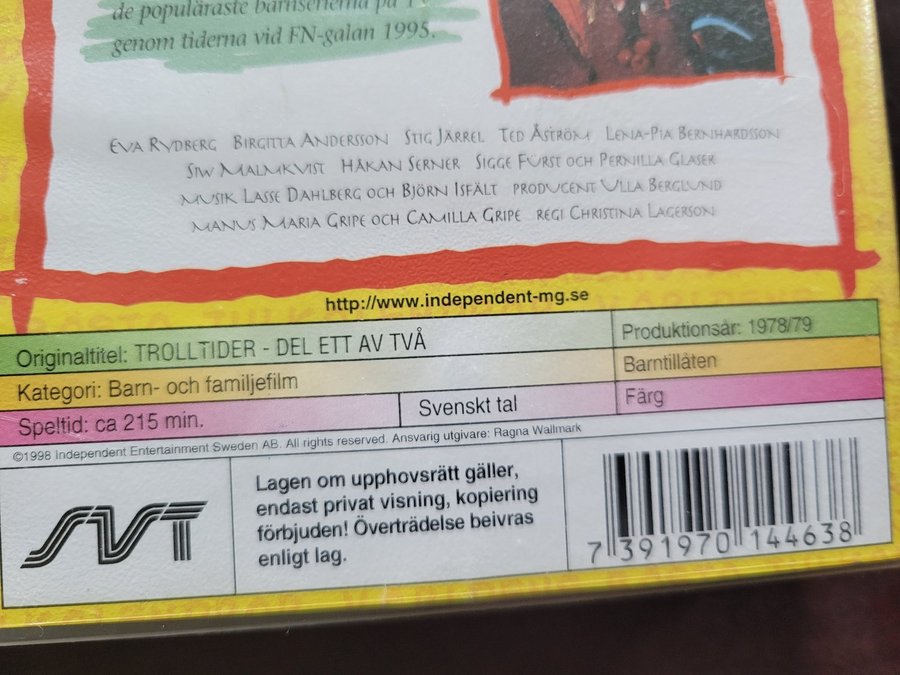 de populäraste barnserierna på TV
genom tiderna vid FN-galan 1995.
EVA RYDBERG BIRGITTA ANDERSSON STIG JÄRREL TED ÅSTRÖM LENA-PIA BERNHARDSSON
SIW MALMKVIST HÅKAN SERNER SIGGE FÜRST OCH PERNILLA GLASER
MUSIK LASSE DAHLBERG OCH BJÖRN ISFÄLT PRODUCENT ULLA BERGLUND
MANUS MARIA GRIPE OCH CAMILLA GRIPE REGI CHRISTINA LAGERSON
http://www.independent-mg.se
Originaltitel: TROLLTIDER - DEL ETT AV TVÅ
Produktionsår: 1978/79
Kategori: Barn- och familjefilm
Barntillåten
Speltid: ca 215 min.
Svenskt tal
Färg
©1998 Independent Entertainment Sweden AB. All rights reserved. Ansvarig utgivare: Ragna Wallmark
SVT
Lagen om upphovsrätt gäller,
endast privat visning, kopiering
förbjuden! Överträdelse beivras
enligt lag.
7 391970 144638